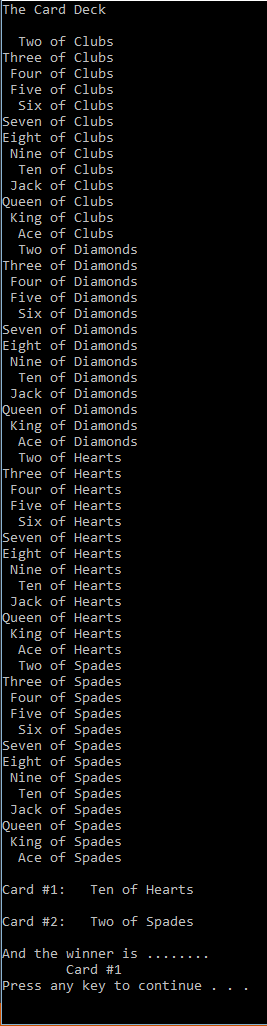 The Card Deck
Two of Clubs
Three of Clubs
Four of Clubs
Five of Clubs
Six of Clubs
Seven of Clubs
Eight of Clubs
Nine of Clubs
Ten of Clubs
Jack of Clubs
Queen of Clubs
King of Clubs
Ace of Clubs
Two of Diamonds
Three of Diamonds
Four of Diamonds
Five of Diamonds
Six of Diamonds
Seven of Diamonds
Eight of Diamonds
Nine of Diamonds
Ten of Diamonds
Jack of Diamonds
Queen of Diamonds
King of Diamonds
Ace of Diamonds
Two of Hearts
Three of Hearts
Four of Hearts
Five of Hearts
Six of Hearts
Seven of Hearts
Eight of Hearts
Nine of Hearts
Ten of Hearts
Jack of Hearts
Queen of Hearts
King of Hearts
Ace of Hearts
Two of Spades
Three of Spades
Four of Spades
Five of Spades
Six of Spades
Seven of Spades
Eight of Spades
Nine of Spades
Ten of Spades
Jack of Spades
Queen of Spades
King of Spades
Ace of Spades
Card #1:   Ten of Hearts
Card #2:   Two of Spades
And the winner is ........
Card #1
Press any key to continue . . .